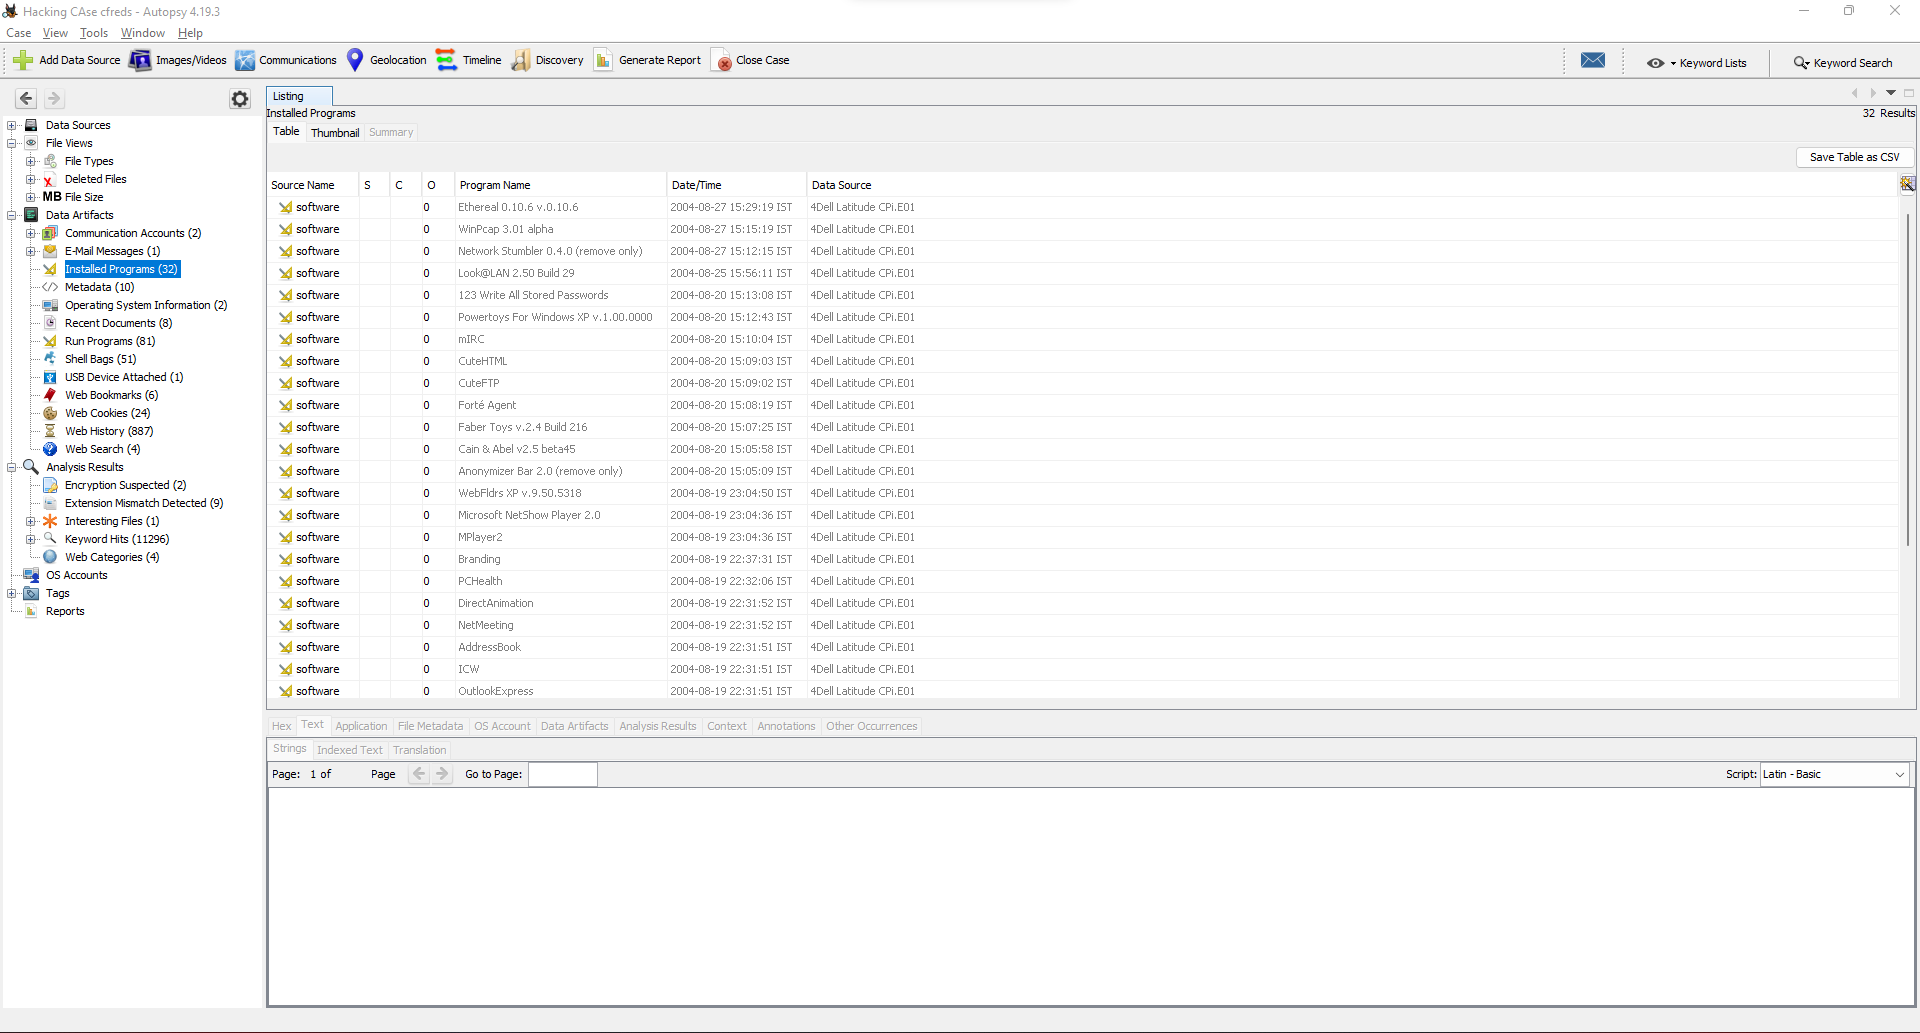 Hacking CAse cfreds - Autopsy 4.19.3
Case View Tools Window Help
Add Data Source Images/Videos Communications Geolocation Timeline Discovery Generate Report Close Case Keyword Lists Keyword Search
Listing
Installed Programs 32 Results
Table Thumbnail Summary
Save Table as CSV
Data Sources
File Views
File Types
Deleted Files
MB File Size
Data Artifacts
Communication Accounts (2)
E-Mail Messages (1)
Installed Programs (32)
Metadata (10)
Operating System Information (2)
Recent Documents (8)
Run Programs (81)
Shell Bags (51)
USB Device Attached (1)
Web Bookmarks (6)
Web Cookies (24)
Web History (887)
Web Search (4)
Analysis Results
Encryption Suspected (2)
Extension Mismatch Detected (9)
Interesting Files (1)
Keyword Hits (11296)
Web Categories (4)
OS Accounts
Tags
Reports
Source Name S C O Program Name Date/Time Data Source
software 0 Ethereal 0.10.6 v.0.10.6 2004-08-27 15:29:19 IST 4Dell Latitude CPi.E01
software 0 WinPcap 3.01 alpha 2004-08-27 15:15:19 IST 4Dell Latitude CPi.E01
software 0 Network Stumbler 0.4.0 (remove only) 2004-08-27 15:12:15 IST 4Dell Latitude CPi.E01
software 0 Look@LAN 2.50 Build 29 2004-08-25 15:56:11 IST 4Dell Latitude CPi.E01
software 0 123 Write All Stored Passwords 2004-08-20 15:13:08 IST 4Dell Latitude CPi.E01
software 0 Powertoys For Windows XP v.1.00.0000 2004-08-20 15:12:43 IST 4Dell Latitude CPi.E01
software 0 mIRC 2004-08-20 15:10:04 IST 4Dell Latitude CPi.E01
software 0 CuteHTML 2004-08-20 15:09:03 IST 4Dell Latitude CPi.E01
software 0 CuteFTP 2004-08-20 15:09:02 IST 4Dell Latitude CPi.E01
software 0 Forté Agent 2004-08-20 15:08:19 IST 4Dell Latitude CPi.E01
software 0 Faber Toys v.2.4 Build 216 2004-08-20 15:07:25 IST 4Dell Latitude CPi.E01
software 0 Cain & Abel v2.5 beta45 2004-08-20 15:05:58 IST 4Dell Latitude CPi.E01
software 0 Anonymizer Bar 2.0 (remove only) 2004-08-20 15:05:09 IST 4Dell Latitude CPi.E01
software 0 WebFldrs XP v.9.50.5318 2004-08-19 23:04:50 IST 4Dell Latitude CPi.E01
software 0 Microsoft NetShow Player 2.0 2004-08-19 23:04:36 IST 4Dell Latitude CPi.E01
software 0 MPlayer2 2004-08-19 23:04:36 IST 4Dell Latitude CPi.E01
software 0 Branding 2004-08-19 22:37:31 IST 4Dell Latitude CPi.E01
software 0 PCHealth 2004-08-19 22:32:06 IST 4Dell Latitude CPi.E01
software 0 DirectAnimation 2004-08-19 22:31:52 IST 4Dell Latitude CPi.E01
software 0 NetMeeting 2004-08-19 22:31:52 IST 4Dell Latitude CPi.E01
software 0 AddressBook 2004-08-19 22:31:51 IST 4Dell Latitude CPi.E01
software 0 ICW 2004-08-19 22:31:51 IST 4Dell Latitude CPi.E01
software 0 OutlookExpress 2004-08-19 22:31:51 IST 4Dell Latitude CPi.E01
Hex Text Application File Metadata OS Account Data Artifacts Analysis Results Context Annotations Other Occurrences
Strings Indexed Text Translation
Page: 1 of Page Go to Page: Script: Latin - Basic